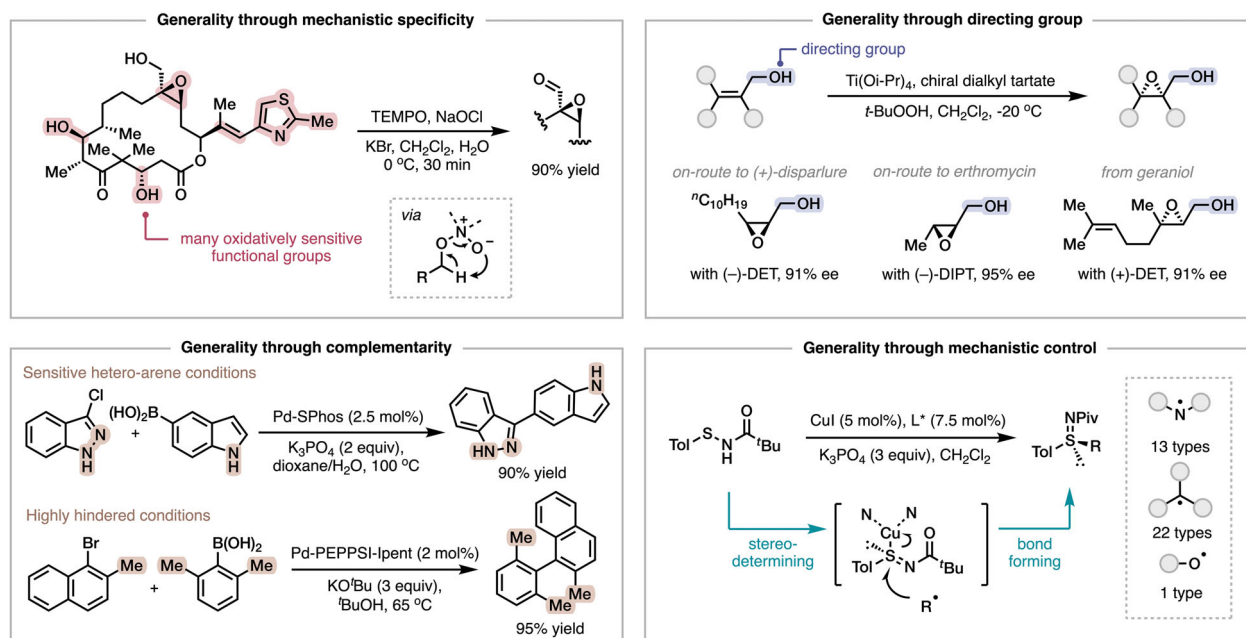 Generality through mechanistic specificity
HO
O
Me
S
Me
N
HO
Me
Me
Me
Me
O
O
OH
O
many oxidatively sensitive
functional groups
TEMPO, NaOCl
KBr, CH2Cl2, H2O
0 °C, 30 min
O
O
90% yield
via
N+
O
O−
R
H
Generality through directing group
directing group
OH
Ti(Oi-Pr)4, chiral dialkyl tartate
t-BuOOH, CH2Cl2, -20 °C
O
OH
on-route to (+)-disparlure
nC10H19
OH
O
with (–)-DET, 91% ee
on-route to erthromycin
OH
Me
O
with (–)-DIPT, 95% ee
from geraniol
Me
Me
Me
O
OH
with (+)-DET, 91% ee
Generality through complementarity
Sensitive hetero-arene conditions
Cl
N
N
H
+
(HO)2B
N
H
Pd-SPhos (2.5 mol%)
K3PO4 (2 equiv),
dioxane/H2O, 100 °C
H
N
HN
N
90% yield
Highly hindered conditions
Br
Me
+
B(OH)2
Me
Me
Pd-PEPPSI-Ipent (2 mol%)
KOtBu (3 equiv),
tBuOH, 65 °C
Me
Me
Me
95% yield
Generality through mechanistic control
Tol
S
N
H
O
tBu
CuI (5 mol%), L* (7.5 mol%)
K3PO4 (3 equiv), CH2Cl2
NPiv
Tol
S
R
stereo-
determining
N
N
Cu
O
Tol
S
N
tBu
R•
bond
forming
N
13 types
22 types
O•
1 type